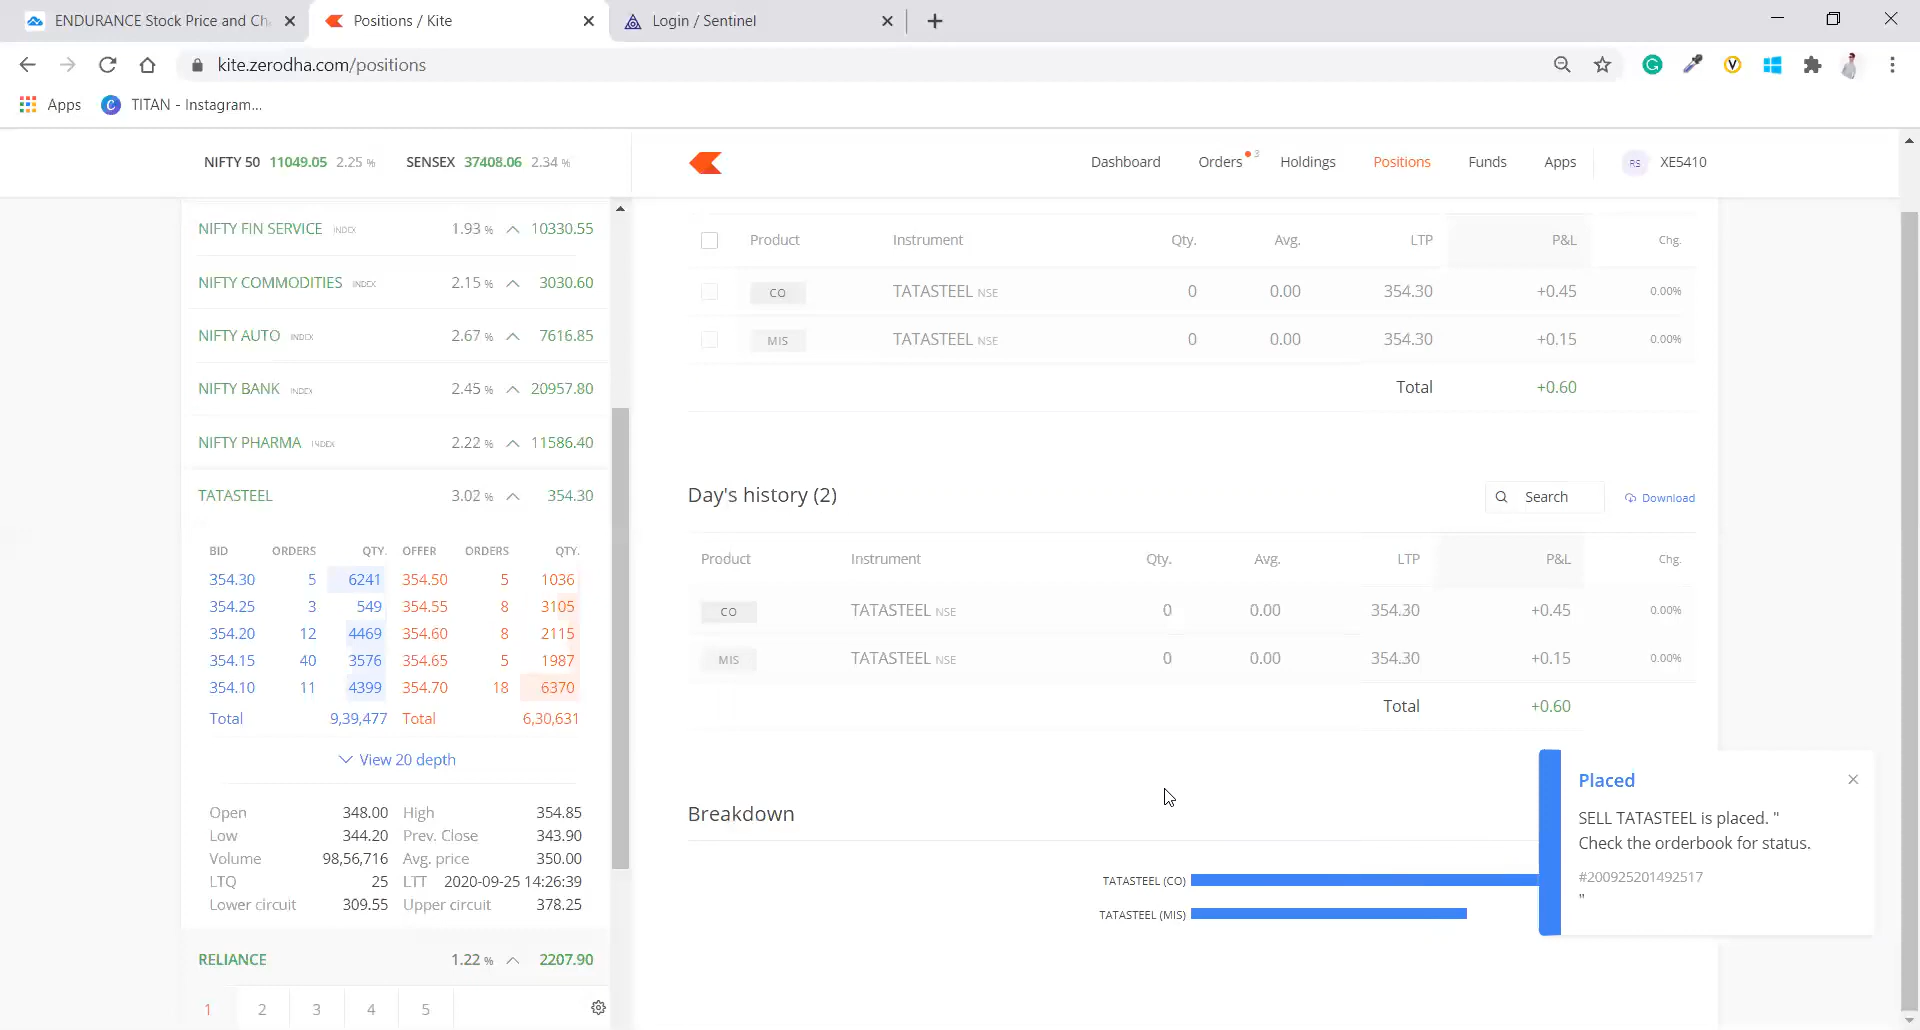 ENDURANCE Stock Price and Ch
Positions / Kite
Login / Sentinel
kite.zerodha.com/positions
Apps
TITAN - Instagram...
NIFTY 50 11049.05 2.25 %
SENSEX 37408.06 2.34 %
Dashboard
Orders 3
Holdings
Positions
Funds
Apps
RS XE5410
NIFTY FIN SERVICE INDEX 1.93 % 10330.55
NIFTY COMMODITIES INDEX 2.15 % 3030.60
NIFTY AUTO INDEX 2.67 % 7616.85
NIFTY BANK INDEX 2.45 % 20957.80
NIFTY PHARMA INDEX 2.22 % 11586.40
TATASTEEL 3.02 % 354.30
BID ORDERS QTY. OFFER ORDERS QTY.
354.30 5 6241 354.50 5 1036
354.25 3 549 354.55 8 3105
354.20 12 4469 354.60 8 2115
354.15 40 3576 354.65 5 1987
354.10 11 4399 354.70 18 6370
Total 9,39,477 Total 6,30,631
View 20 depth
Open 348.00 High 354.85
Low 344.20 Prev. Close 343.90
Volume 98,56,716 Avg. price 350.00
LTQ 25 LTT 2020-09-25 14:26:39
Lower circuit 309.55 Upper circuit 378.25
RELIANCE 1.22 % 2207.90
1 2 3 4 5
Product Instrument Qty. Avg. LTP P&L Chg.
CO TATASTEEL NSE 0 0.00 354.30 +0.45 0.00%
MIS TATASTEEL NSE 0 0.00 354.30 +0.15 0.00%
Total +0.60
Day's history (2)
Search
Download
Product Instrument Qty. Avg. LTP P&L Chg.
CO TATASTEEL NSE 0 0.00 354.30 +0.45 0.00%
MIS TATASTEEL NSE 0 0.00 354.30 +0.15 0.00%
Total +0.60
Breakdown
TATASTEEL (CO)
TATASTEEL (MIS)
Placed
SELL TATASTEEL is placed. "
Check the orderbook for status.
#200925201492517
"